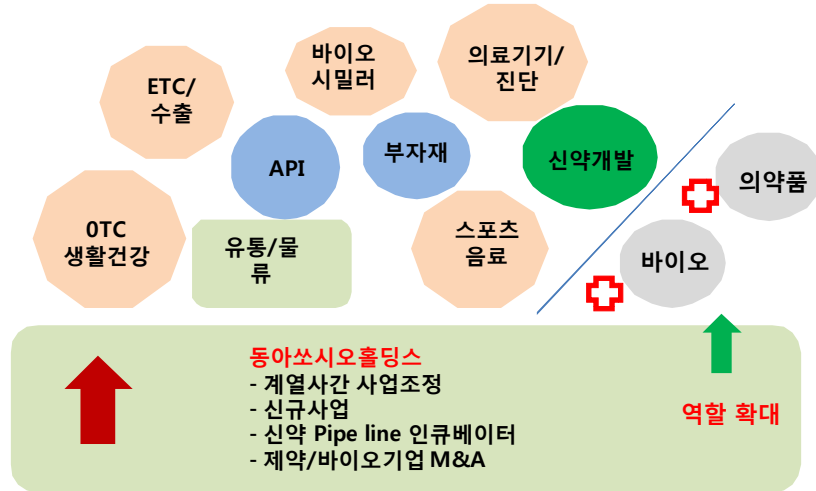 바이오
시밀러
의료기기/
진단
ETC/
수출
API
부자재
신약개발
의약품
0TC
생활건강
유통/물
류
스포츠
음료
바이오
동아쏘시오홀딩스
- 계열사간 사업조정
- 신규사업
- 신약 Pipe line 인큐베이터
- 제약/바이오기업 M&A
역할 확대